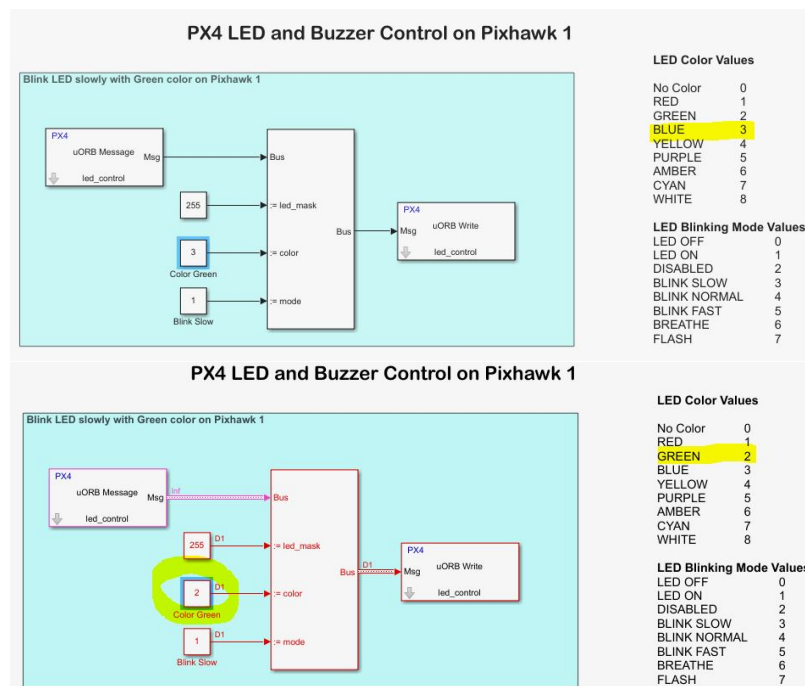 PX4 LED and Buzzer Control on Pixhawk 1
Blink LED slowly with Green color on Pixhawk 1
PX4
uORB Message
Msg
led_control
Bus
255
:= led_mask
3
:= color
Color Green
1
:= mode
Blink Slow
Bus
PX4
Msg
uORB Write
led_control
LED Color Values
No Color 0
RED 1
GREEN 2
BLUE 3
YELLOW 4
PURPLE 5
AMBER 6
CYAN 7
WHITE 8
LED Blinking Mode Values
LED OFF 0
LED ON 1
DISABLED 2
BLINK SLOW 3
BLINK NORMAL 4
BLINK FAST 5
BREATHE 6
FLASH 7
PX4 LED and Buzzer Control on Pixhawk 1
Blink LED slowly with Green color on Pixhawk 1
PX4
uORB Message
Msg
led_control
Inf
Bus
255
D1
:= led_mask
2
D1
:= color
Color Green
1
D1
:= mode
Blink Slow
Bus
D1
PX4
Msg
uORB Write
led_control
LED Color Values
No Color 0
RED 1
GREEN 2
BLUE 3
YELLOW 4
PURPLE 5
AMBER 6
CYAN 7
WHITE 8
LED Blinking Mode Values
LED OFF 0
LED ON 1
DISABLED 2
BLINK SLOW 3
BLINK NORMAL 4
BLINK FAST 5
BREATHE 6
FLASH 7